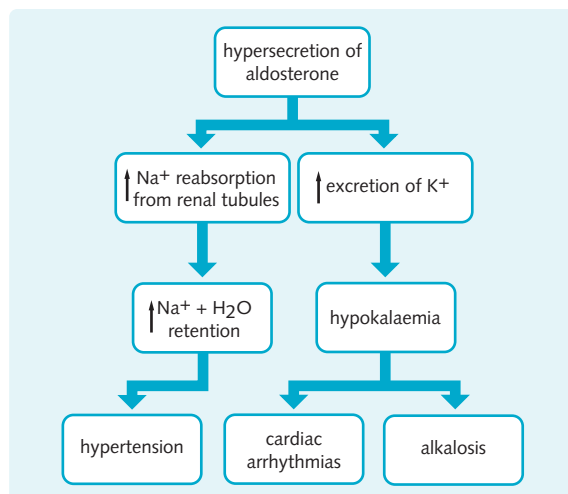 hypersecretion of
aldosterone
Na+ reabsorption
from renal tubules
excretion of K+
Na+ + H2O
retention
hypokalaemia
hypertension
cardiac
arrhythmias
alkalosis